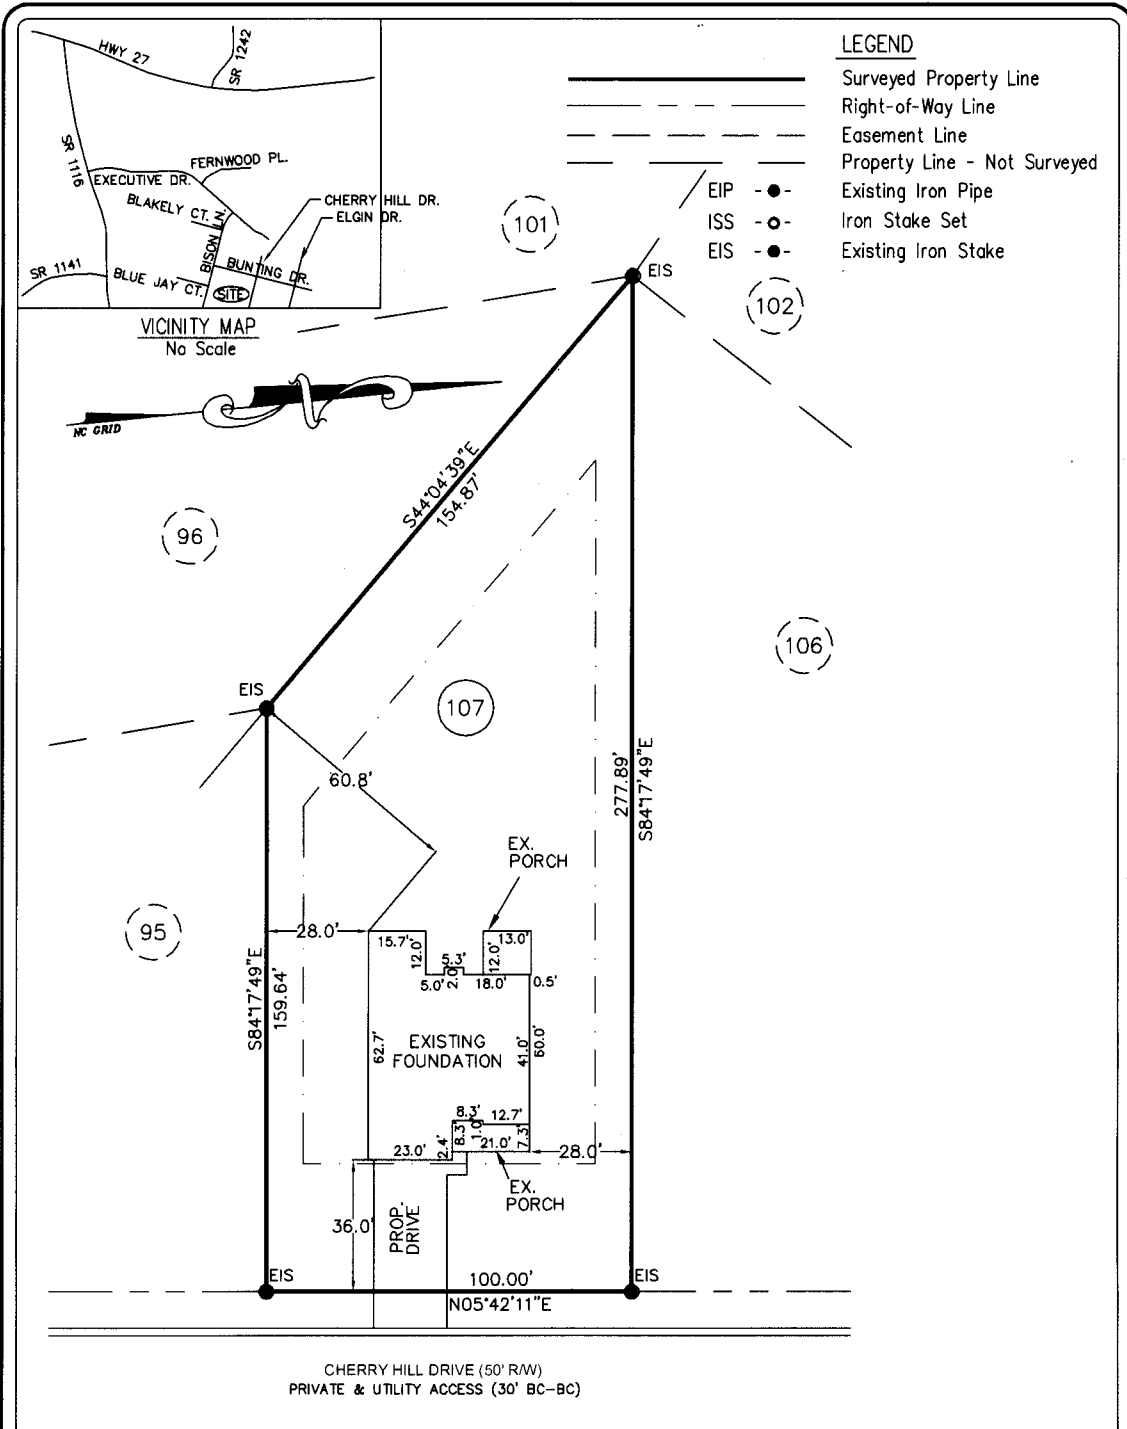 HWY 27
SR 1242
SR 1116
FERNWOOD PL.
EXECUTIVE DR.
BLAKELY CT.
BISON LN.
CHERRY HILL DR.
ELGIN DR.
BUNTING DR.
SR 1141
BLUE JAY CT.
SITE
VICINITY MAP
No Scale
LEGEND
Surveyed Property Line
Right-of-Way Line
Easement Line
Property Line - Not Surveyed
EIP Existing Iron Pipe
ISS Iron Stake Set
EIS Existing Iron Stake
101
EIS
102
N
NC GRID
S44°04'39"E
154.87'
96
106
EIS
107
60.8'
277.89'
S84°17'49"E
EX.
PORCH
95
28.0'
15.7'
12.0'
5.3'
13.0'
12.0'
5.0'
2.0'
18.0'
0.5'
S84°17'49"E
159.64'
62.7'
EXISTING
FOUNDATION
41.0'
60.0'
8.3'
12.7'
8.3'
1.0'
7.3'
23.0'
2.4'
21.0'
28.0'
EX.
PORCH
36.0'
PROP.
DRIVE
EIS
100.00'
EIS
N05°42'11"E
CHERRY HILL DRIVE (50' R/W)
PRIVATE & UTILITY ACCESS (30' BC-BC)